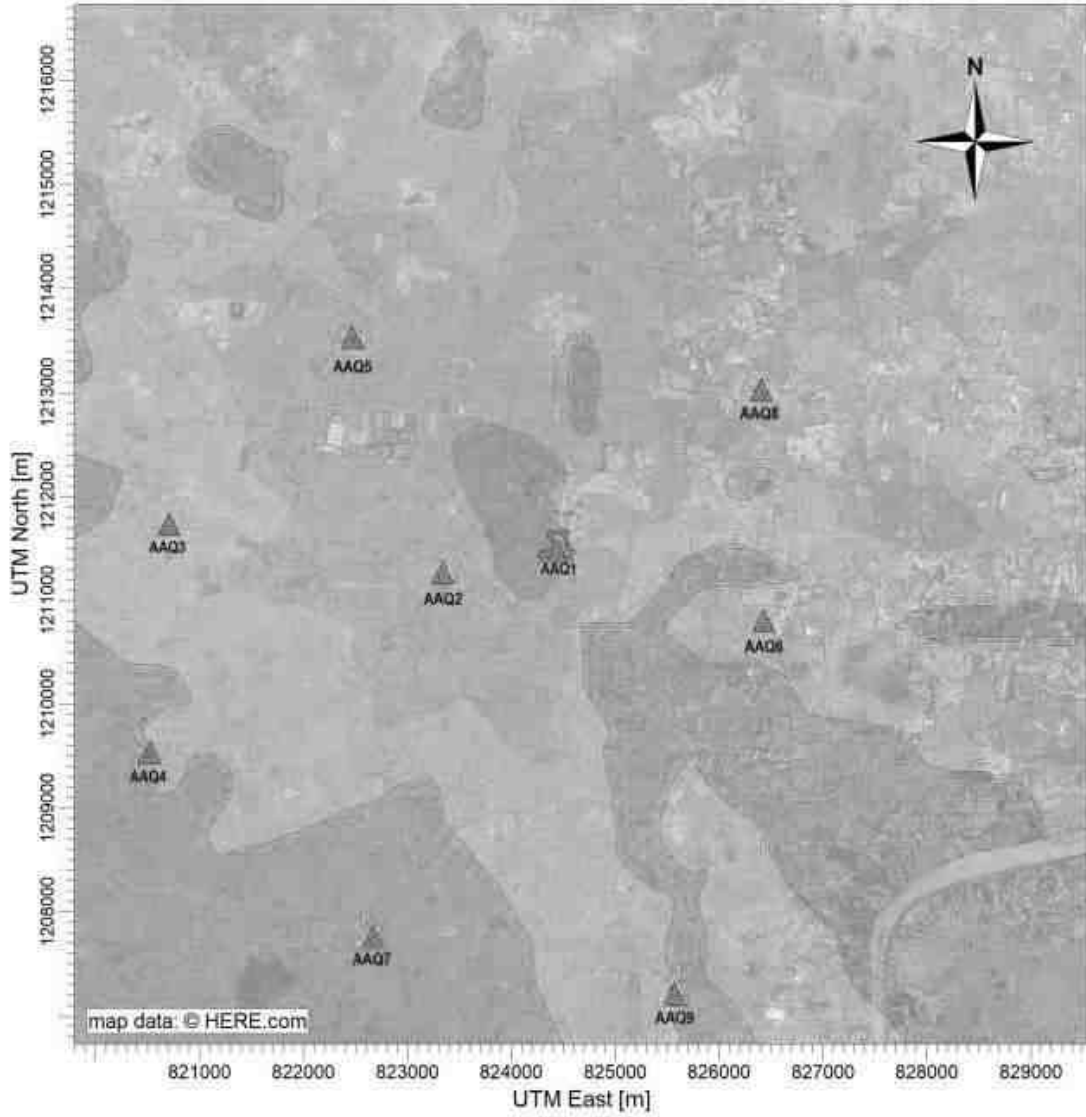 N
1216000
1215000
1214000
1213000
1212000
1211000
1210000
1209000
1208000
UTM North [m]
AAQ5
AAQ8
AAQ3
AAQ1
AAQ2
AAQ6
AAQ4
AAQ7
AAQ9
map data: © HERE.com
821000 822000 823000 824000 825000 826000 827000 828000 829000
UTM East [m]